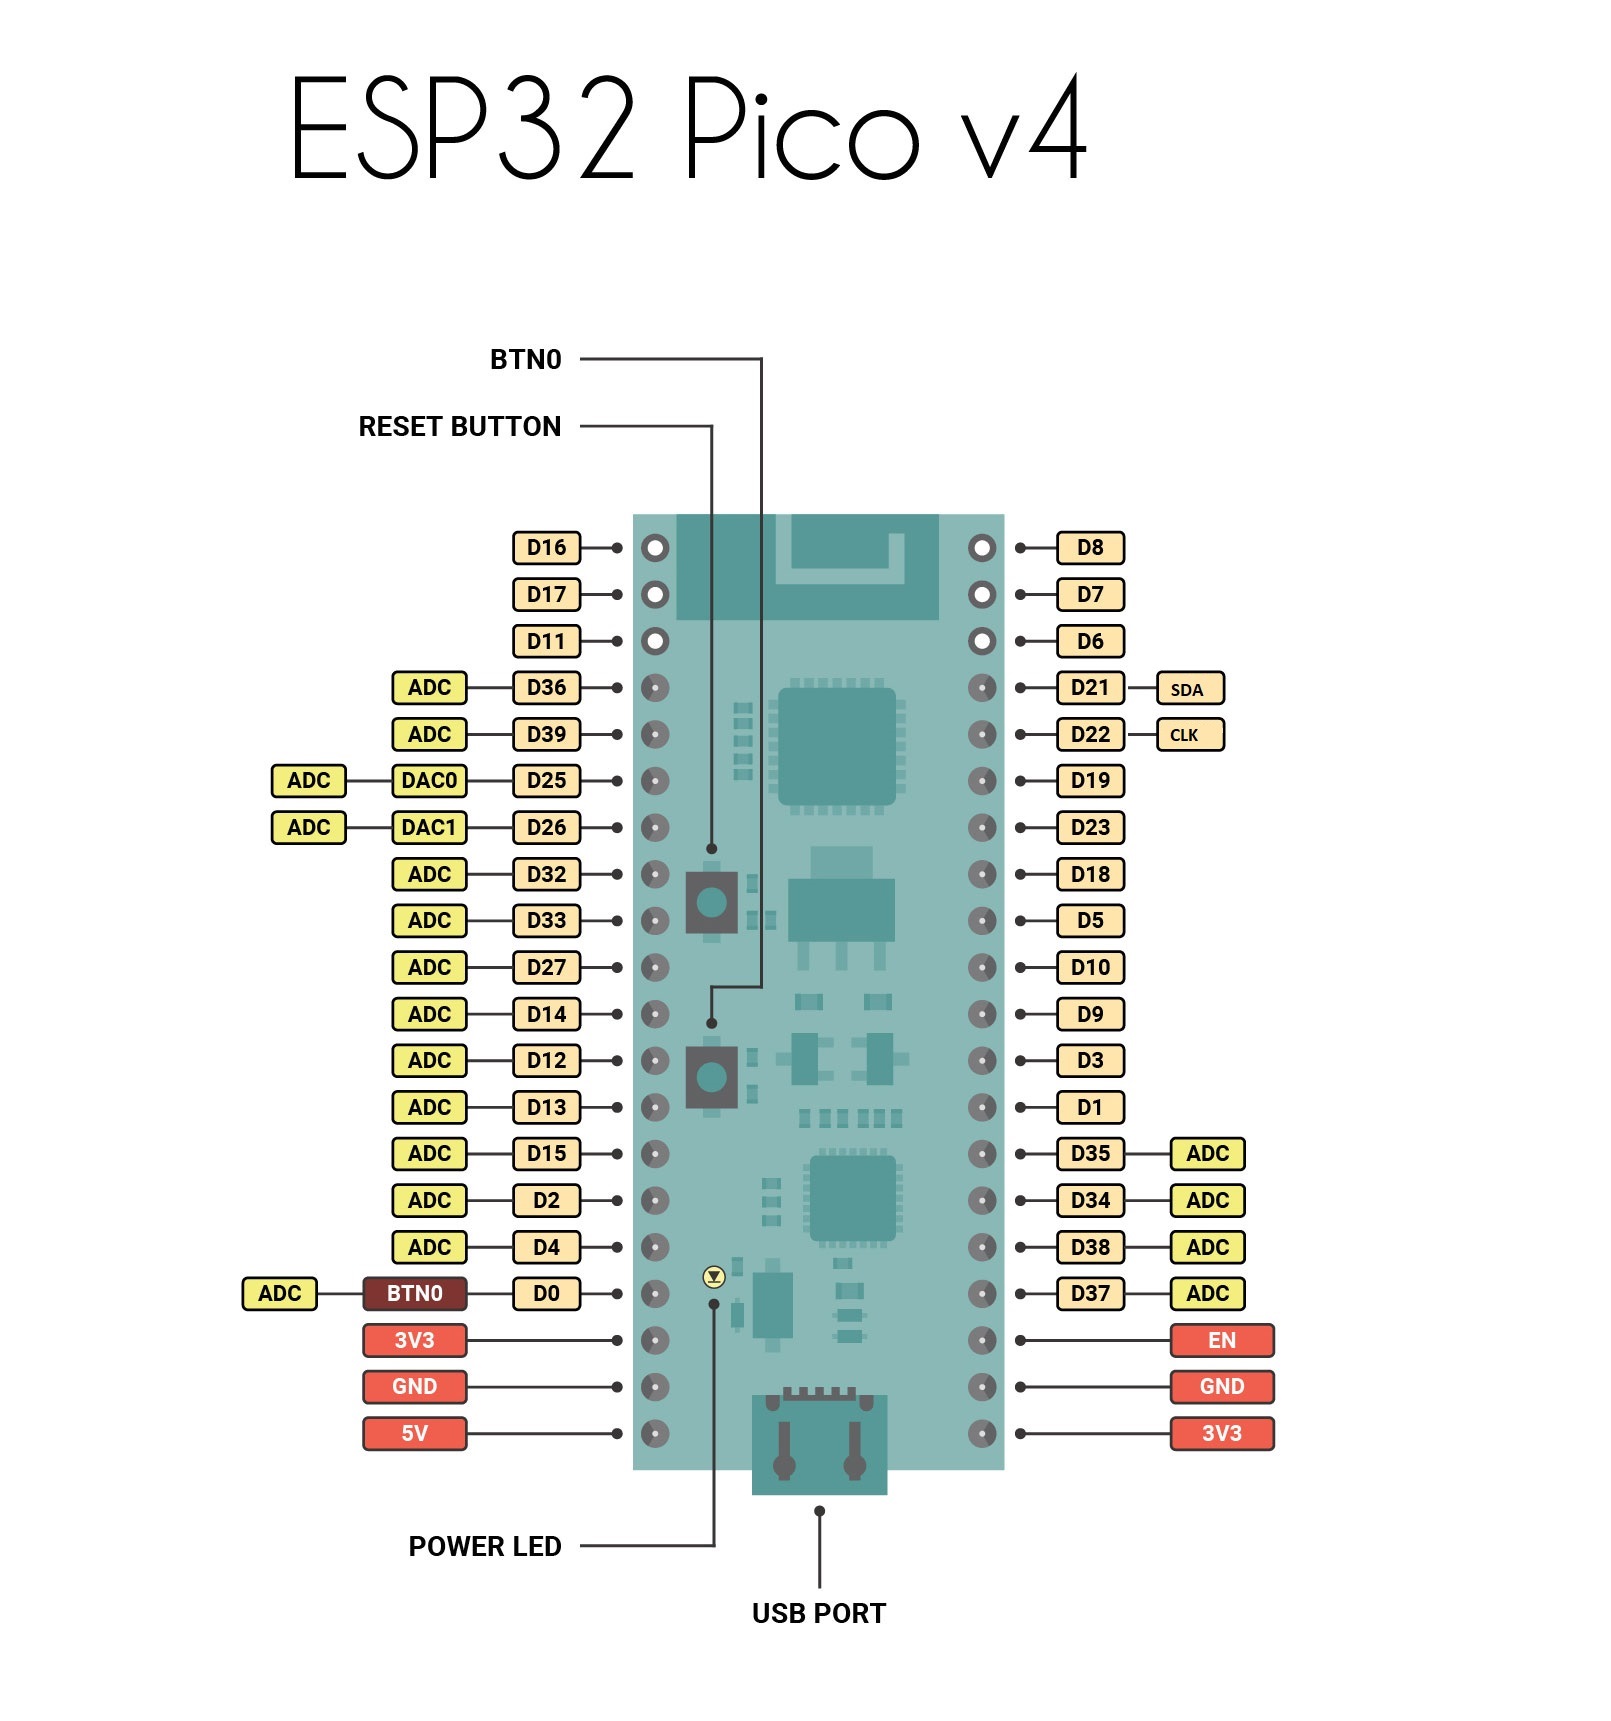 ESP32 Pico v4
BTN0
RESET BUTTON
D16 D8
D17 D7
D11 D6
ADC D36 D21 SDA
ADC D39 D22 CLK
ADC DAC0 D25 D19
ADC DAC1 D26 D23
ADC D32 D18
ADC D33 D5
ADC D27 D10
ADC D14 D9
ADC D12 D3
ADC D13 D1
ADC D15 D35 ADC
ADC D2 D34 ADC
ADC D4 D38 ADC
ADC BTN0 D0 D37 ADC
3V3 EN
GND GND
5V 3V3
POWER LED
USB PORT